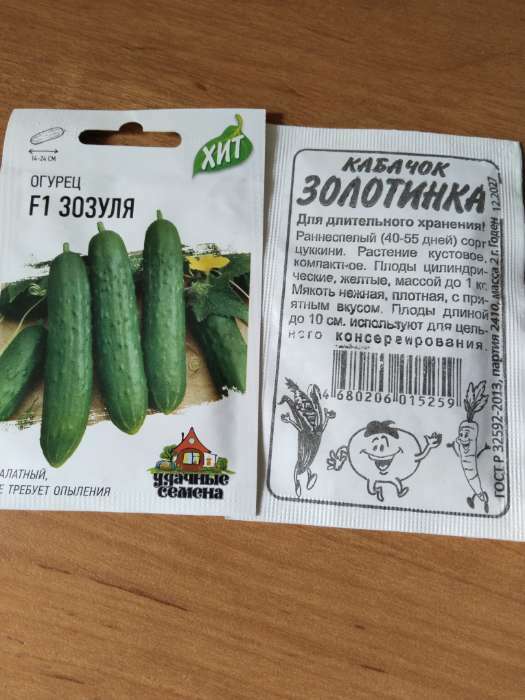 14-24 СМ
ХИТ
ОГУРЕЦ
F1 ЗОЗУЛЯ
АЛАТНЫЙ,
Е ТРЕБУЕТ ОПЫЛЕНИЯ
удачные
семена
КАБАЧОК
ЗОЛОТИНКА
Для длительного хранения!
Раннеспелый (40-55 дней) сорт
цуккини. Растение кустовое,
компактное. Плоды цилиндри-
ческие, желтые, массой до 1 кг.
Мякоть нежная, плотная, с при-
ятным вкусом. Плоды длиной
до 10 см. используют для цель-
ного консервирования.
4 680206 015259
ГОСТ Р 32592-2013, партия 2410, масса 2 г. Годен 12.2027